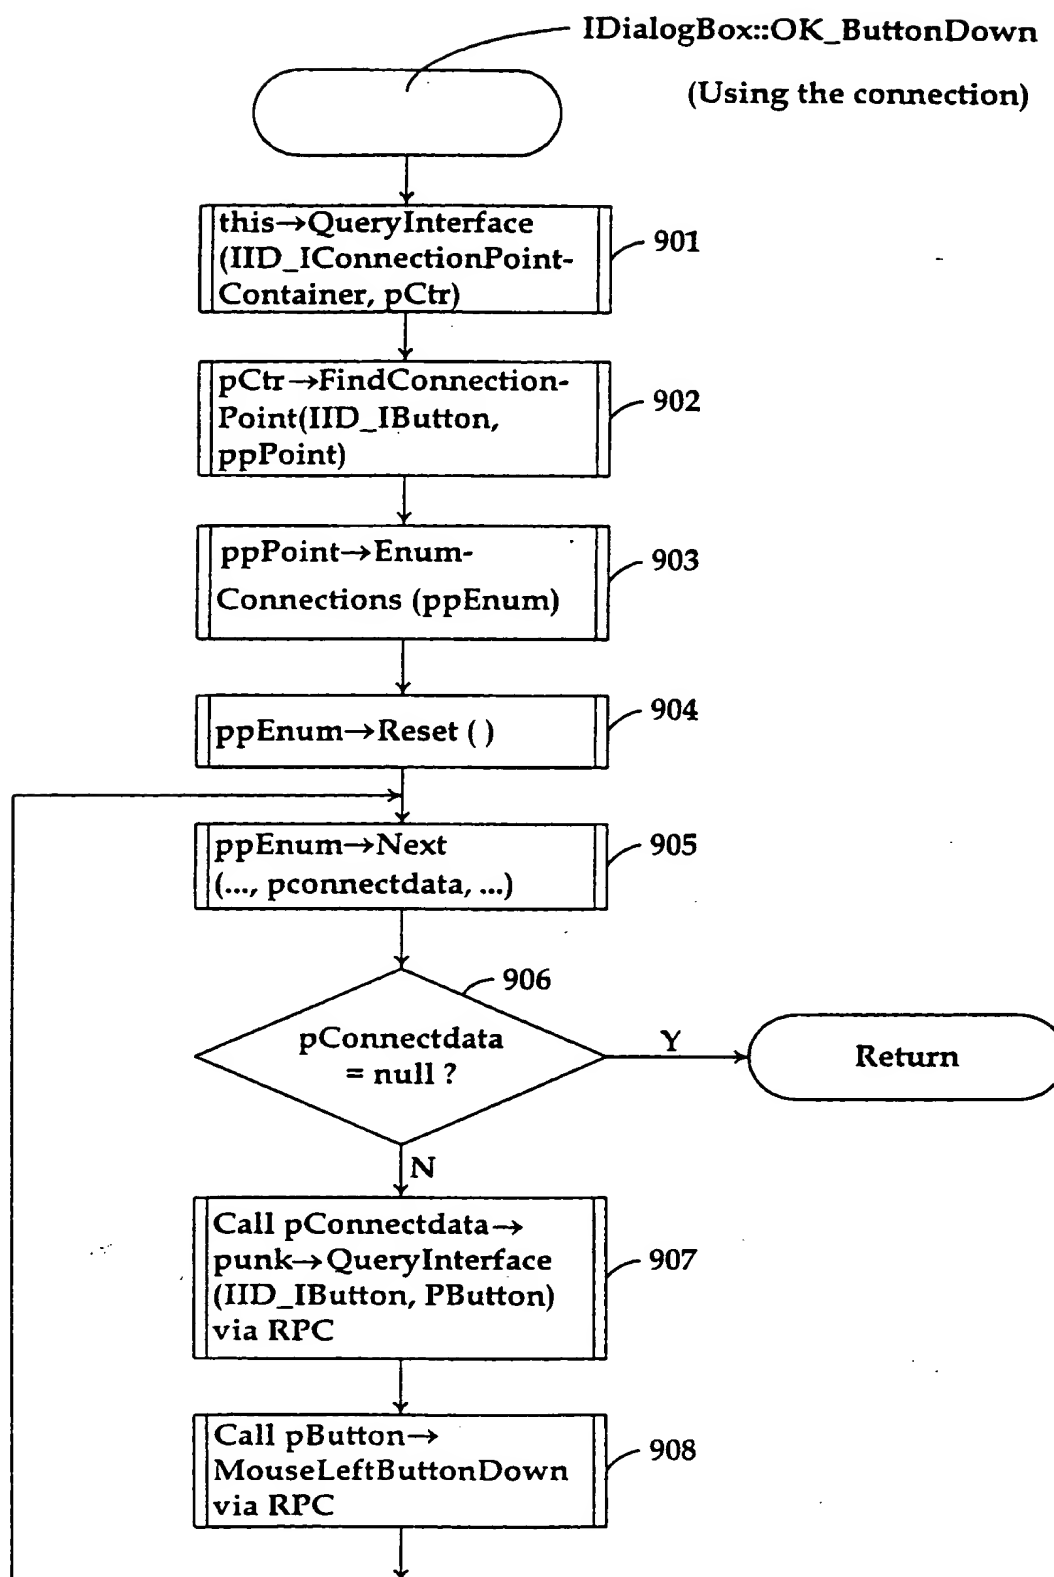 IDialogBox::OK_ButtonDown
(Using the connection)
this→QueryInterface
(IID_IConnectionPoint-
Container, pCtr)
901
pCtr→FindConnection-
Point(IID_IButton,
ppPoint)
902
ppPoint→Enum-
Connections (ppEnum)
903
ppEnum→Reset ( )
904
ppEnum→Next
(..., pconnectdata, ...)
905
906
pConnectdata
= null ?
Y
Return
N
Call pConnectdata→
punk→QueryInterface
(IID_IButton, PButton)
via RPC
907
Call pButton→
MouseLeftButtonDown
via RPC
908